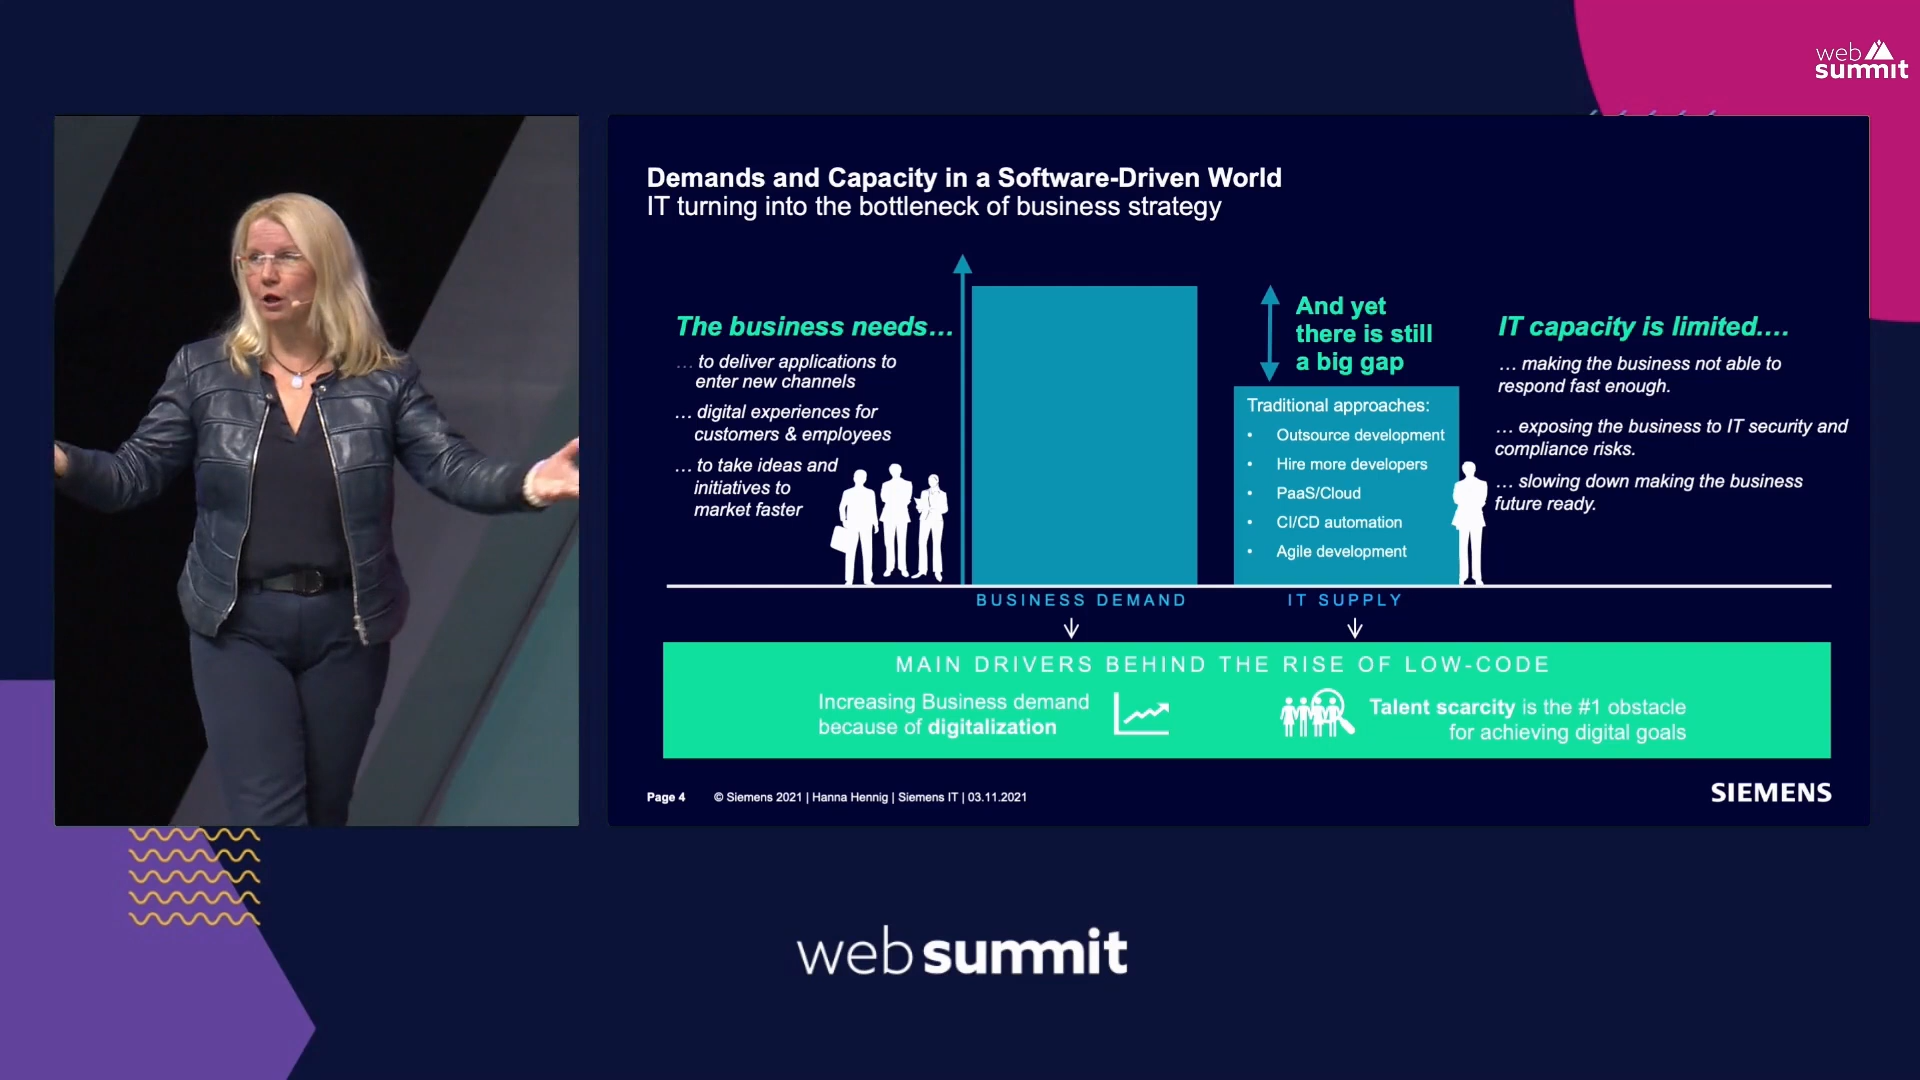 web
summit
Demands and Capacity in a Software-Driven World
IT turning into the bottleneck of business strategy
The business needs…
… to deliver applications to
enter new channels
… digital experiences for
customers & employees
… to take ideas and
initiatives to
market faster
And yet
there is still
a big gap
Traditional approaches:
• Outsource development
• Hire more developers
• PaaS/Cloud
• CI/CD automation
• Agile development
IT capacity is limited….
… making the business not able to
respond fast enough.
… exposing the business to IT security and
compliance risks.
… slowing down making the business
future ready.
BUSINESS DEMAND
IT SUPPLY
MAIN DRIVERS BEHIND THE RISE OF LOW-CODE
Increasing Business demand
because of digitalization
Talent scarcity is the #1 obstacle
for achieving digital goals
Page 4 © Siemens 2021 | Hanna Hennig | Siemens IT | 03.11.2021
SIEMENS
web summit